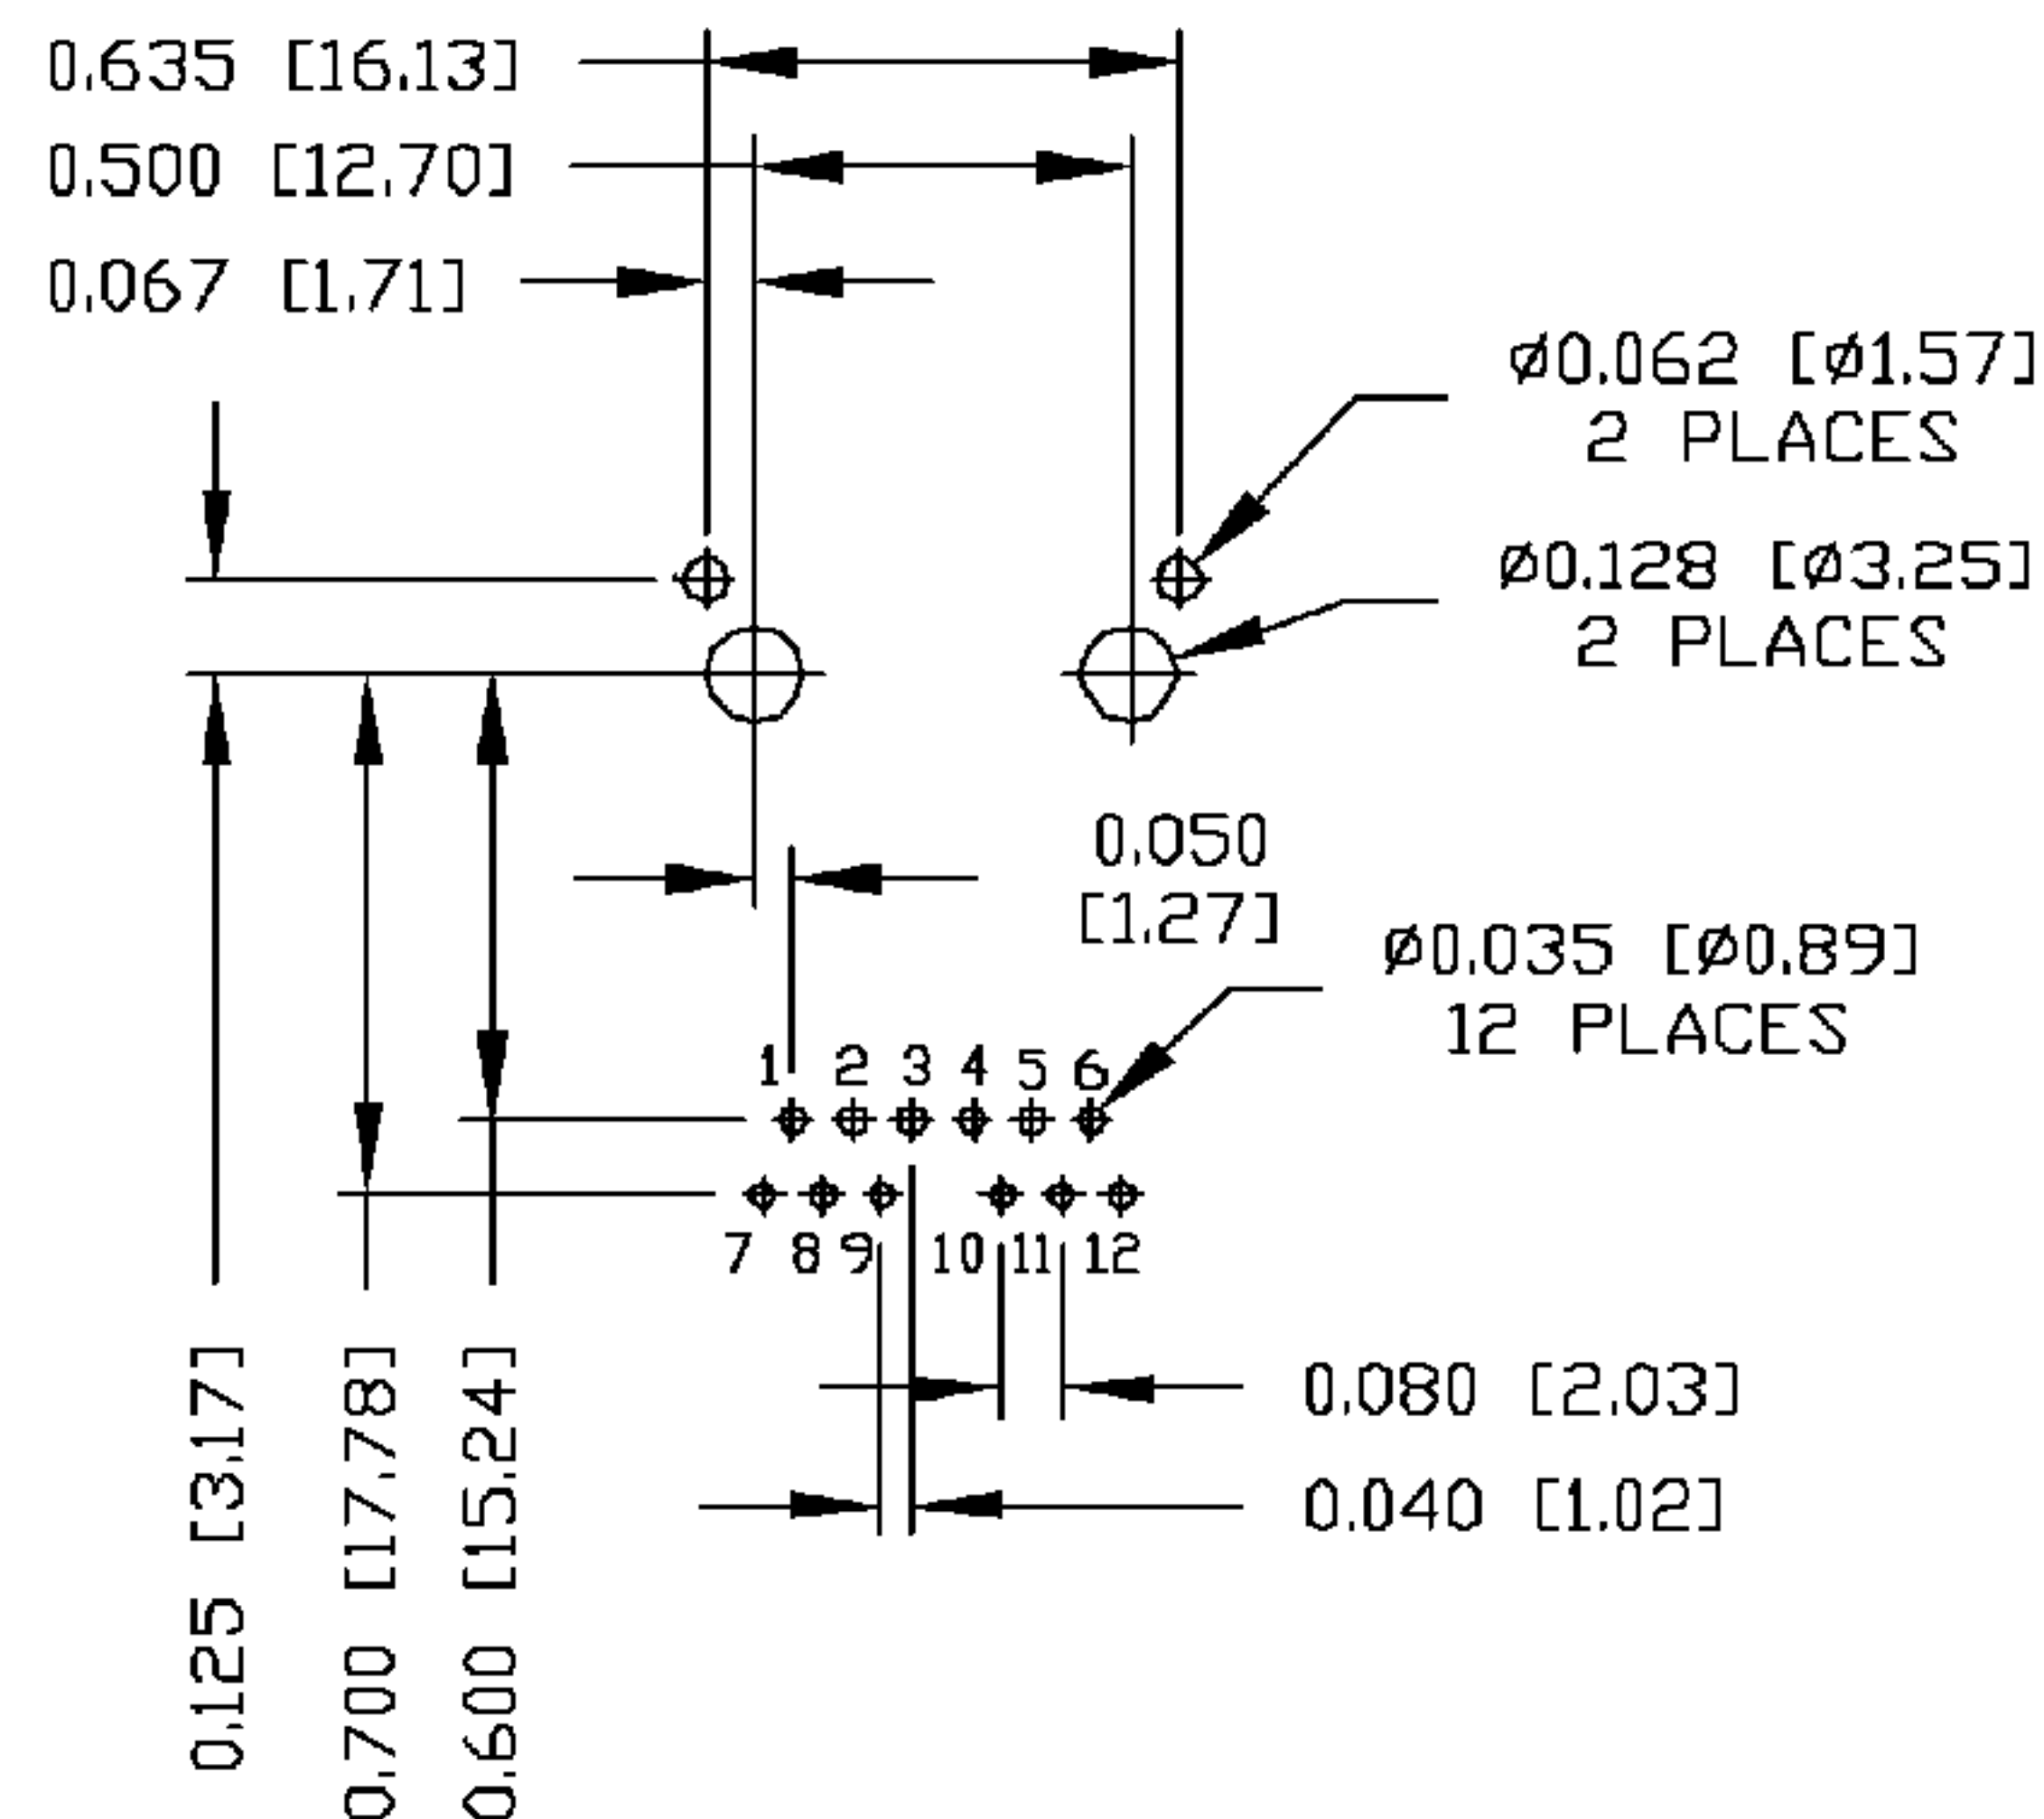 0.635 [16.13]
0.500 [12.70]
0.067 [1.71]
Ø0.062 [Ø1.57]
2 PLACES
Ø0.128 [Ø3.25]
2 PLACES
0.050
[1.27]
Ø0.035 [Ø0.89]
12 PLACES
1 2 3 4 5 6
7 8 9 10 11 12
0.080 [2.03]
0.040 [1.02]
0.125 [3.17]
0.700 [17.78]
0.600 [15.24]